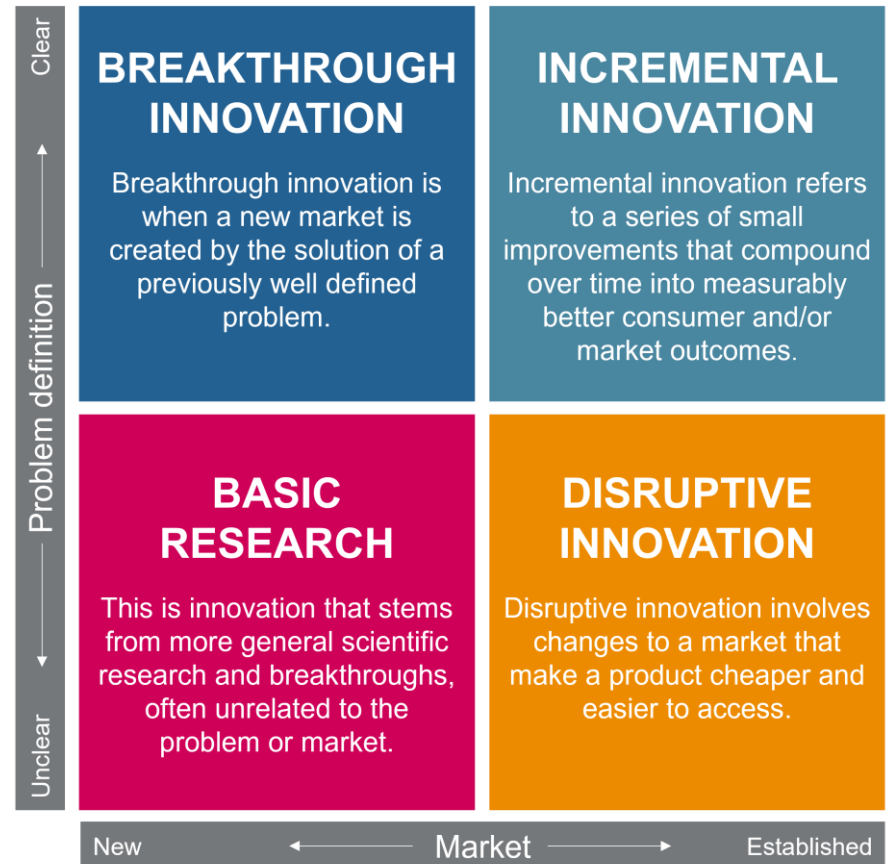 Clear
Problem definition
Unclear
BREAKTHROUGH
INNOVATION
Breakthrough innovation is
when a new market is
created by the solution of a
previously well defined
problem.
INCREMENTAL
INNOVATION
Incremental innovation refers
to a series of small
improvements that compound
over time into measurably
better consumer and/or
market outcomes.
BASIC
RESEARCH
This is innovation that stems
from more general scientific
research and breakthroughs,
often unrelated to the
problem or market.
DISRUPTIVE
INNOVATION
Disruptive innovation involves
changes to a market that
make a product cheaper and
easier to access.
New
Market
Established